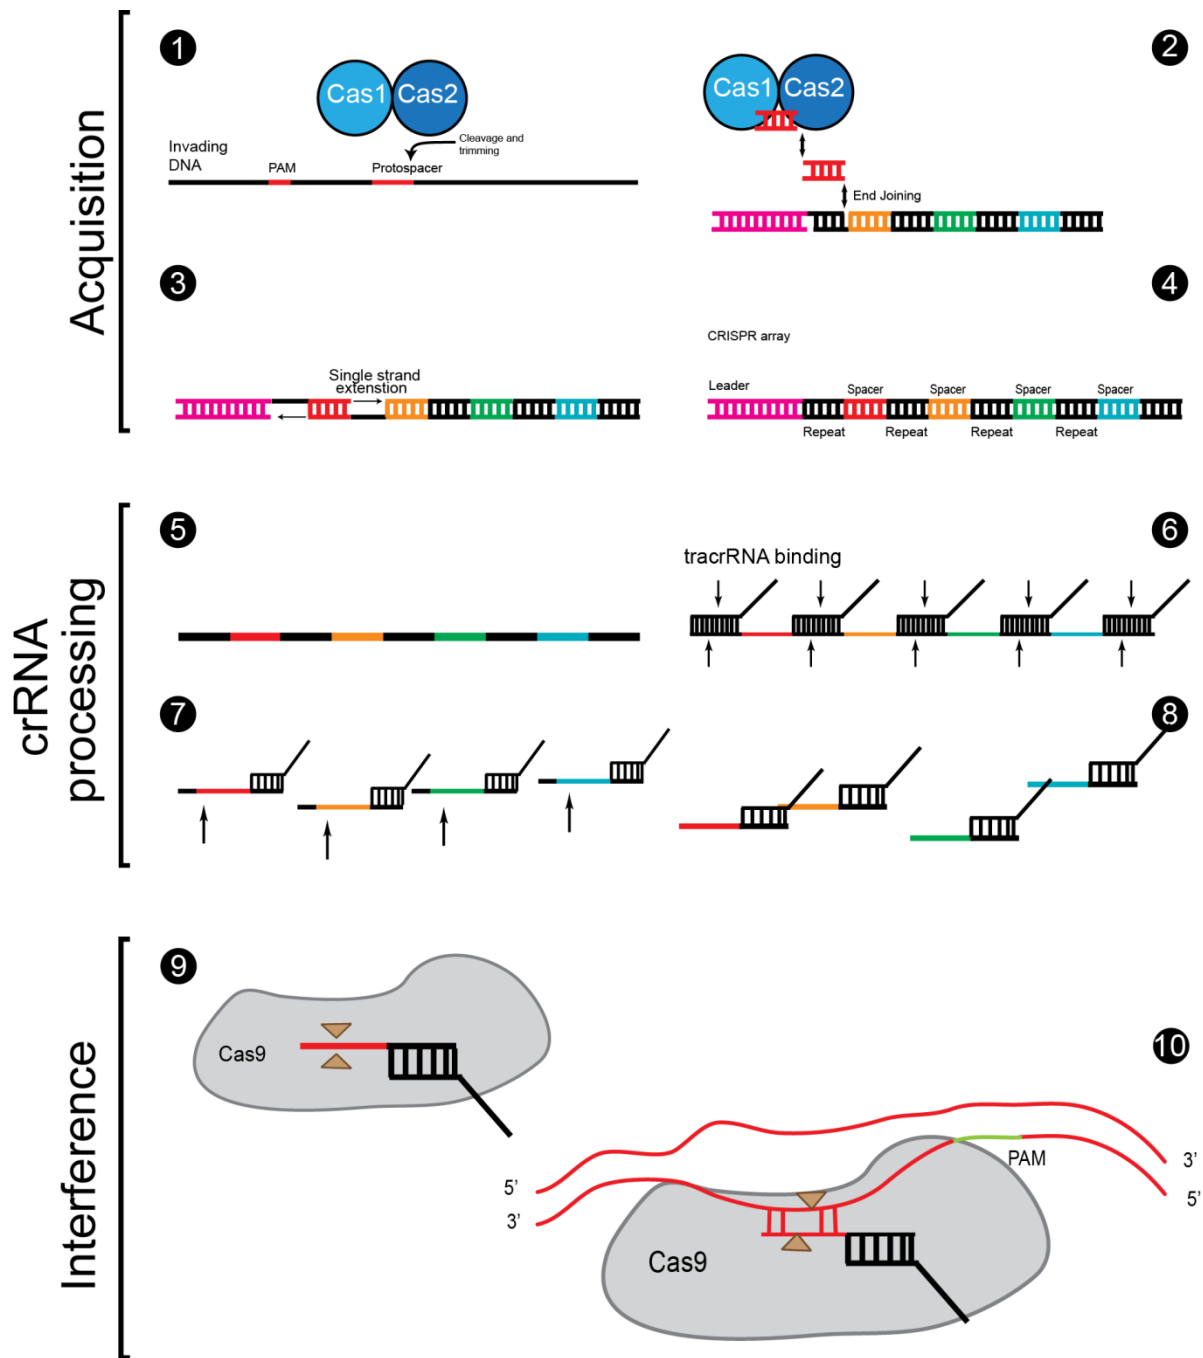 Acquisition
1
Cas1 Cas2
Cleavage and
trimming
Invading
DNA
PAM
Protospacer
2
Cas1 Cas2
End Joining
3
Single strand
extenstion
4
CRISPR array
Leader
Spacer Spacer Spacer Spacer
Repeat Repeat Repeat Repeat
crRNA
processing
5
6
tracrRNA binding
7
8
Interference
9
Cas9
10
PAM
5’
3’
3’
5’
Cas9